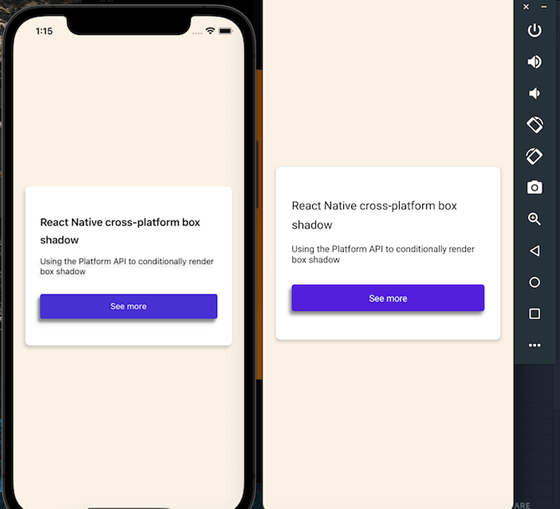 1:15
React Native cross-platform box
shadow
Using the Platform API to conditionally render
box shadow
See more
React Native cross-platform box
shadow
Using the Platform API to conditionally render
box shadow
See more
ARE